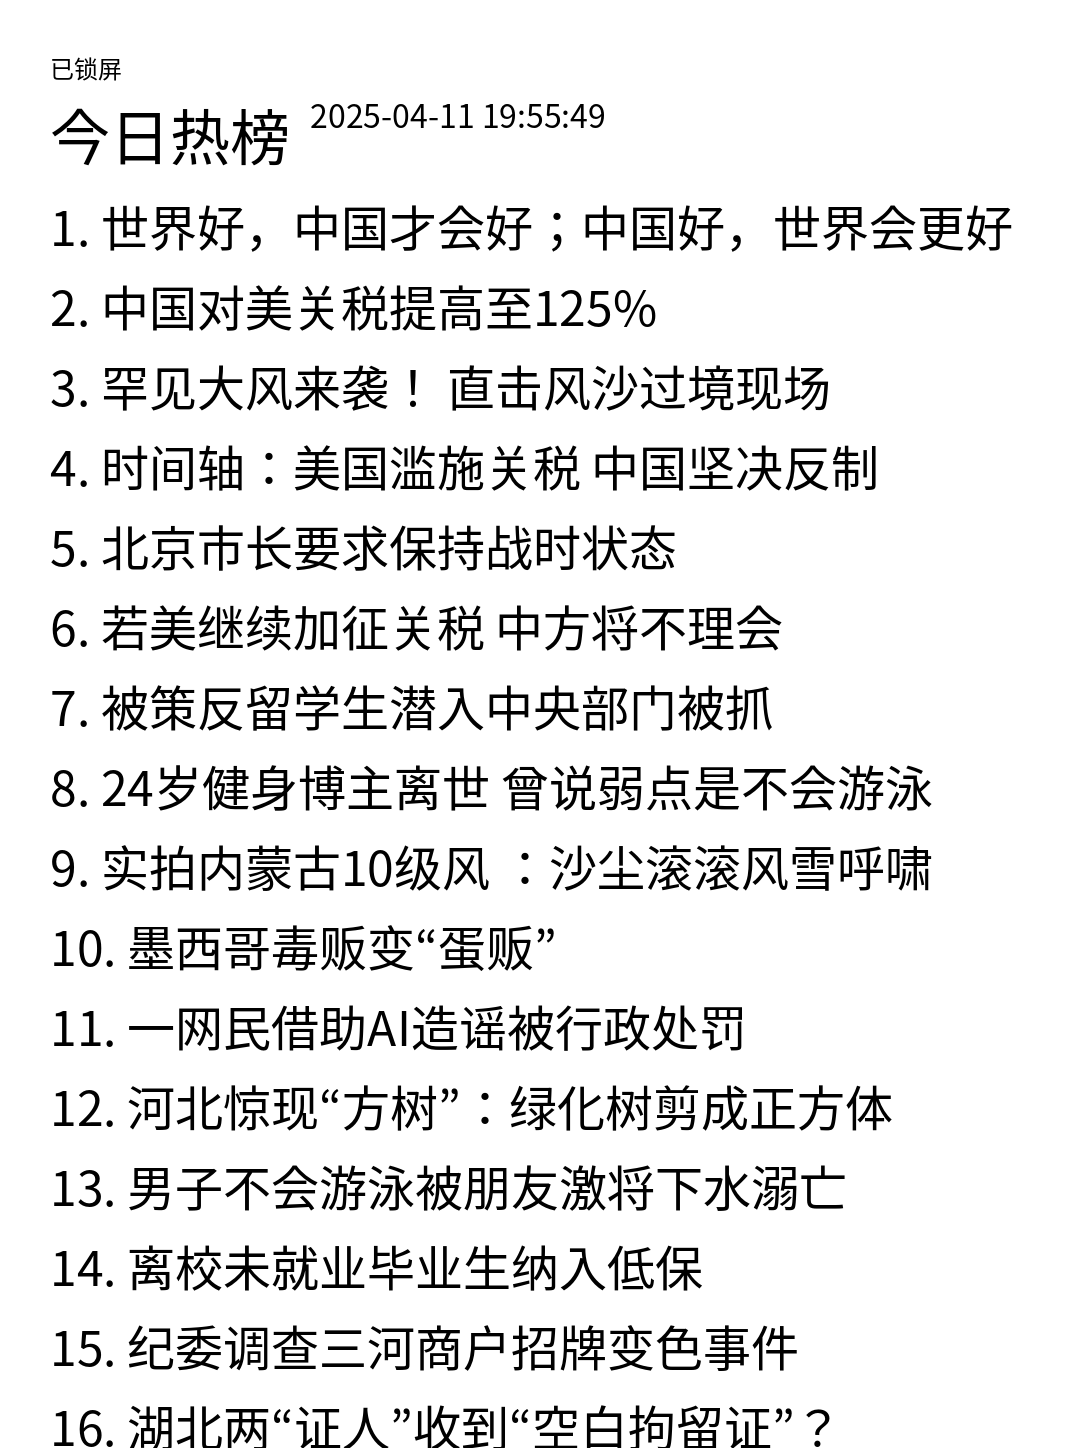 已锁屏
今日热榜 2025-04-11 19:55:49
1. 世界好，中国才会好；中国好，世界会更好
2. 中国对美关税提高至125%
3. 罕见大风来袭！ 直击风沙过境现场
4. 时间轴：美国滥施关税 中国坚决反制
5. 北京市长要求保持战时状态
6. 若美继续加征关税 中方将不理会
7. 被策反留学生潜入中央部门被抓
8. 24岁健身博主离世 曾说弱点是不会游泳
9. 实拍内蒙古10级风 ：沙尘滚滚风雪呼啸
10. 墨西哥毒贩变“蛋贩”
11. 一网民借助AI造谣被行政处罚
12. 河北惊现“方树”：绿化树剪成正方体
13. 男子不会游泳被朋友激将下水溺亡
14. 离校未就业毕业生纳入低保
15. 纪委调查三河商户招牌变色事件
16. 湖北两“证人”收到“空白拘留证”？